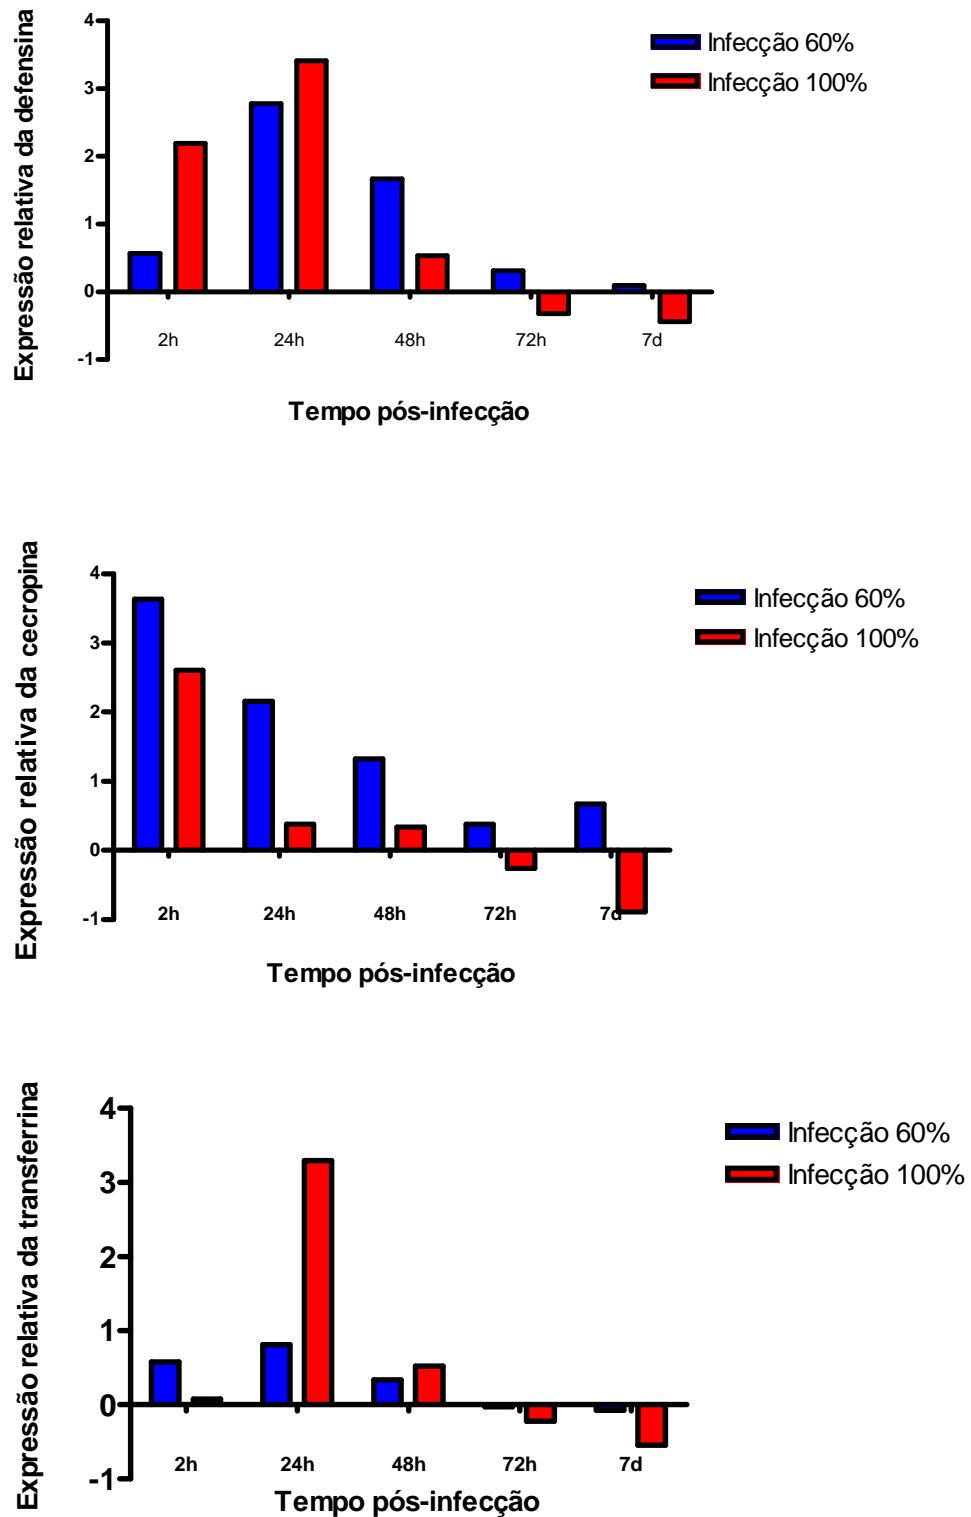 Expressão relativa da defensina
4
3
2
1
0
-1
Infecção 60%
Infecção 100%
2h 24h 48h 72h 7d
Tempo pós-infecção
Expressão relativa da cecropina
4
3
2
1
0
-1
Infecção 60%
Infecção 100%
2h 24h 48h 72h 7d
Tempo pós-infecção
Expressão relativa da transferrina
4
3
2
1
0
-1
Infecção 60%
Infecção 100%
2h 24h 48h 72h 7d
Tempo pós-infecção